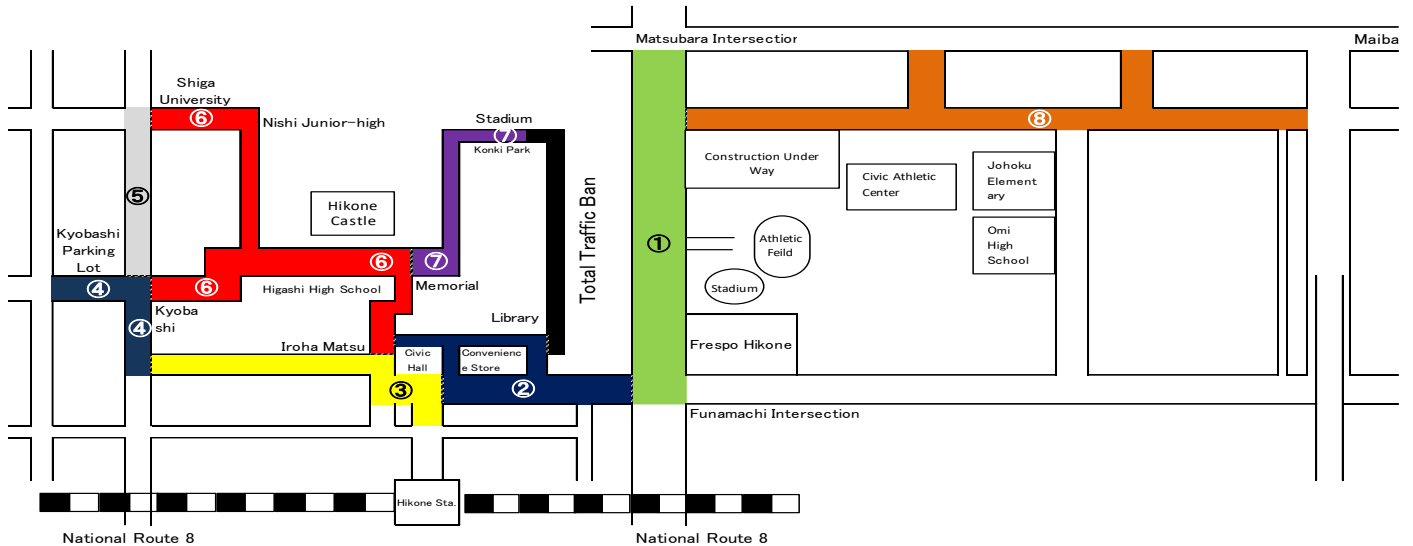 Matsubara Intersectior
Maiba
Shiga
University
⑥
Nishi Junior-high
Stadium
⑦
Konki Park
⑧
Construction Under
Way
Civic Athletic
Center
Johoku
Element
ary
Hikone
Castle
⑤
Total Traffic Ban
①
Athletic
Feild
Omi
High
School
Kyobashi
Parking
Lot
⑥
⑦
④
⑥
Higashi High School
Memorial
Stadium
Kyoba
shi
④
Library
Iroha Matsu
Civic
Hall
Convenienc
e Store
Frespo Hikone
③
②
Funamachi Intersection
Hikone Sta.
National Route 8
National Route 8